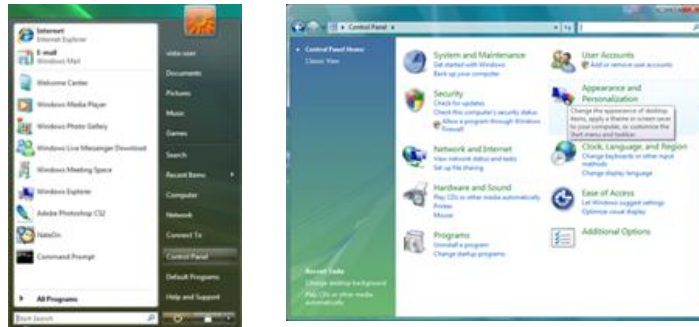 Internet
Internet Explorer
E-mail
Windows Mail
Welcome Center
Windows Media Player
Windows Photo Gallery
Windows Live Messenger Download
Windows Meeting Space
Windows Explorer
Adobe Photoshop CS2
NateOn
Command Prompt
All Programs
Start Search
vista user
Documents
Pictures
Music
Games
Search
Recent Items
Computer
Network
Connect To
Control Panel
Default Programs
Help and Support
Control Panel
Control Panel Home
Classic View
System and Maintenance
Get started with Windows
Back up your computer
Security
Check for updates
Check this computer's security status
Allow a program through Windows
Firewall
Network and Internet
View network status and tasks
Set up file sharing
Hardware and Sound
Play CDs or other media automatically
Printer
Mouse
Programs
Uninstall a program
Change startup programs
User Accounts
Add or remove user accounts
Appearance and
Personalization
Change the appearance of desktop
items, apply a theme or screen saver
to your computer, or customize the
Start menu and taskbar.
Clock, Language, and Region
Change keyboards or other input
methods
Change display language
Ease of Access
Let Windows suggest settings
Optimize visual display
Additional Options
Recent Tasks
Change desktop background
Play CDs or other media
automatically